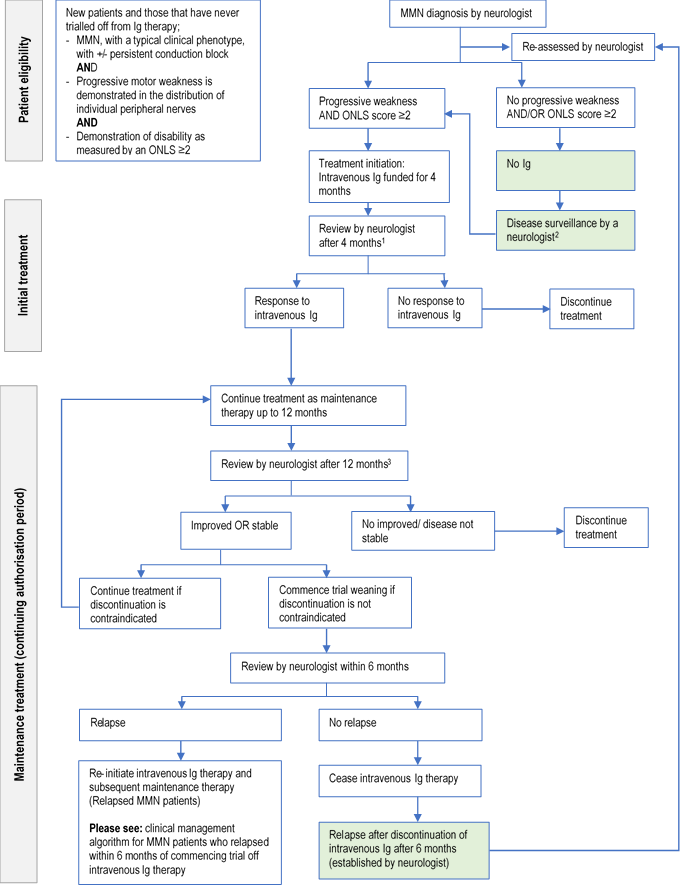 Patient eligibility
New patients and those that have never
trialled off from Ig therapy;
- MMN, with a typical clinical phenotype,
with +/- persistent conduction block
AND
- Progressive motor weakness is
demonstrated in the distribution of
individual peripheral nerves
AND
- Demonstration of disability as
measured by an ONLS ≥2
MMN diagnosis by neurologist
Re-assessed by neurologist
Progressive weakness
AND ONLS score ≥2
No progressive weakness
AND/OR ONLS score ≥2
Treatment initiation:
Intravenous Ig funded for 4
months
No Ig
Disease surveillance by a
neurologist2
Initial treatment
Review by neurologist
after 4 months1
Response to
intravenous Ig
No response to
intravenous Ig
Discontinue
treatment
Maintenance treatment (continuing authorisation period)
Continue treatment as maintenance
therapy up to 12 months
Review by neurologist after 12 months3
Improved OR stable
No improved/ disease not
stable
Discontinue
treatment
Continue treatment if
discontinuation is
contraindicated
Commence trial weaning if
discontinuation is not
contraindicated
Review by neurologist within 6 months
Relapse
No relapse
Re-initiate intravenous Ig therapy and
subsequent maintenance therapy
(Relapsed MMN patients)
Please see: clinical management
algorithm for MMN patients who relapsed
within 6 months of commencing trial off
intravenous Ig therapy
Cease intravenous Ig therapy
Relapse after discontinuation of
intravenous Ig after 6 months
(established by neurologist)